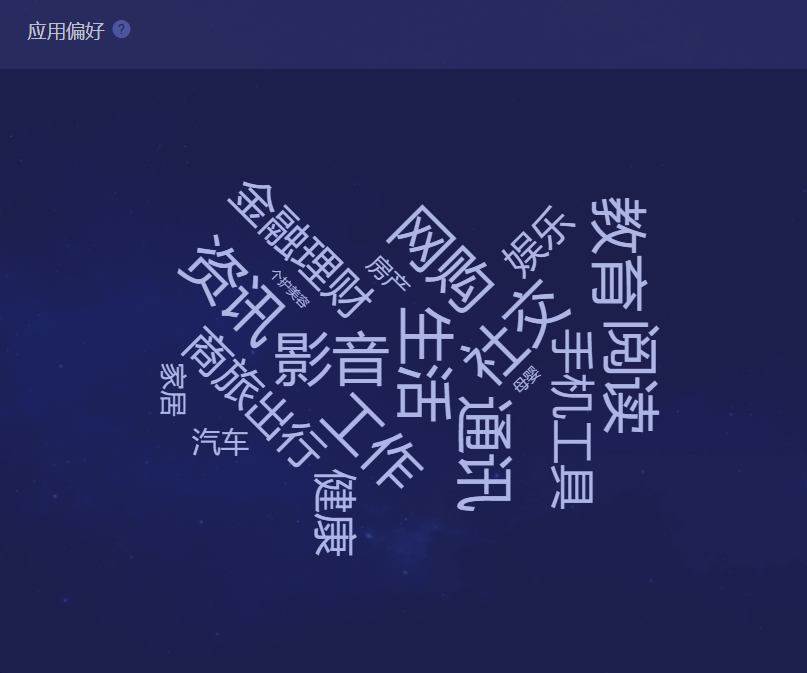 应用偏好
?
金融理财
网购
娱乐
教育
资讯
个护美容
房产
社交
影音
生活
阅读
手机工具
商旅出行
母婴
家居
工作
通讯
汽车
健康